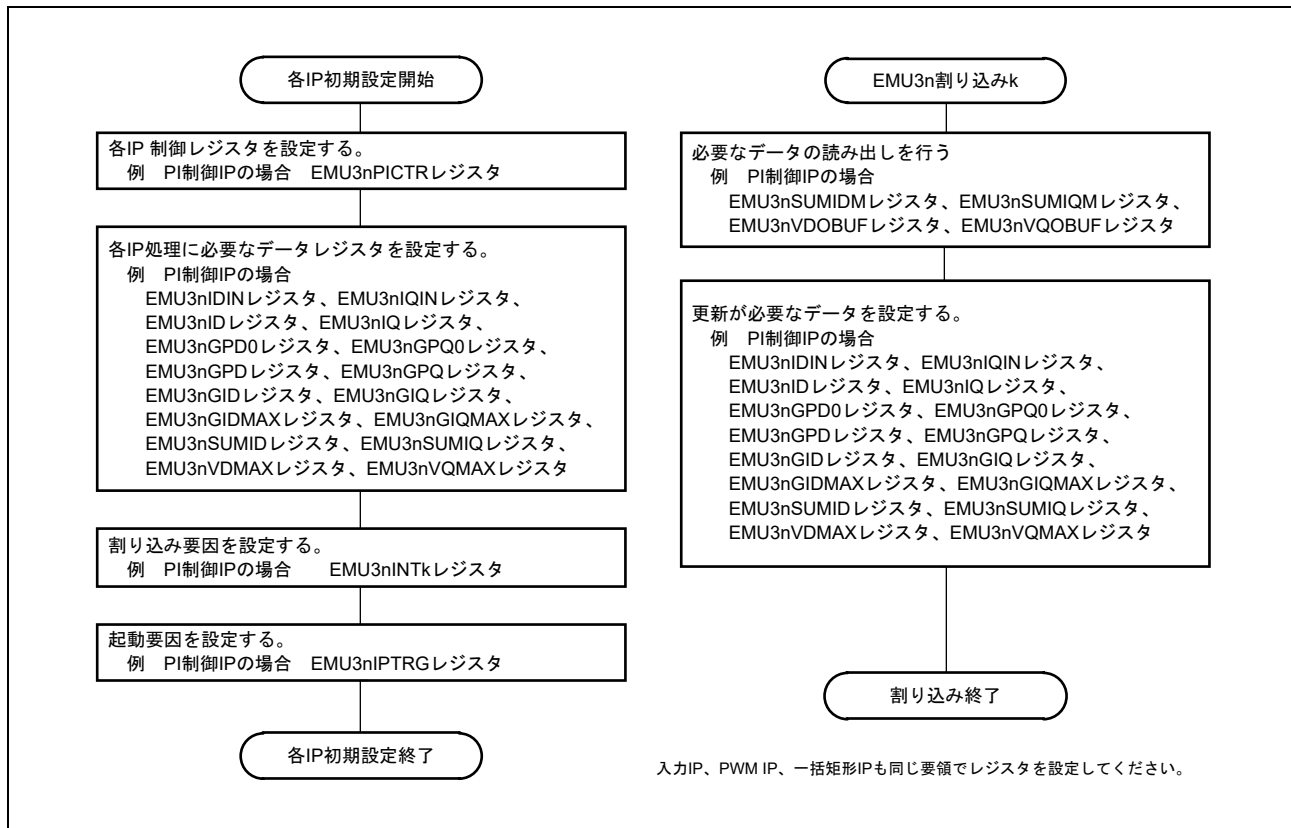 各IP初期設定開始
各IP 制御レジスタを設定する。
例　PI制御IPの場合　EMU3nPICTRレジスタ
各IP処理に必要なデータレジスタを設定する。
例　PI制御IPの場合
EMU3nIDINレジスタ、EMU3nIQINレジスタ、
EMU3nIDレジスタ、EMU3nIQレジスタ、
EMU3nGPD0レジスタ、EMU3nGPQ0レジスタ、
EMU3nGPDレジスタ、EMU3nGPQレジスタ、
EMU3nGIDレジスタ、EMU3nGIQレジスタ、
EMU3nGIDMAXレジスタ、EMU3nGIQMAXレジスタ、
EMU3nSUMIDレジスタ、EMU3nSUMIQレジスタ、
EMU3nVDMAXレジスタ、EMU3nVQMAXレジスタ
割り込み要因を設定する。
例　PI制御IPの場合　　EMU3nINTkレジスタ
起動要因を設定する。
例　PI制御IPの場合　EMU3nIPTRGレジスタ
各IP初期設定終了
EMU3n割り込みk
必要なデータの読み出しを行う
例　PI制御IPの場合
EMU3nSUMIDMレジスタ、EMU3nSUMIQMレジスタ、
EMU3nVDOBUFレジスタ、EMU3nVQOBUFレジスタ
更新が必要なデータを設定する。
例　PI制御IPの場合
EMU3nIDINレジスタ、EMU3nIQINレジスタ、
EMU3nIDレジスタ、EMU3nIQレジスタ、
EMU3nGPD0レジスタ、EMU3nGPQ0レジスタ、
EMU3nGPDレジスタ、EMU3nGPQレジスタ、
EMU3nGIDレジスタ、EMU3nGIQレジスタ、
EMU3nGIDMAXレジスタ、EMU3nGIQMAXレジスタ、
EMU3nSUMIDレジスタ、EMU3nSUMIQレジスタ、
EMU3nVDMAXレジスタ、EMU3nVQMAXレジスタ
割り込み終了
入力IP、PWM IP、一括矩形IPも同じ要領でレジスタを設定してください。